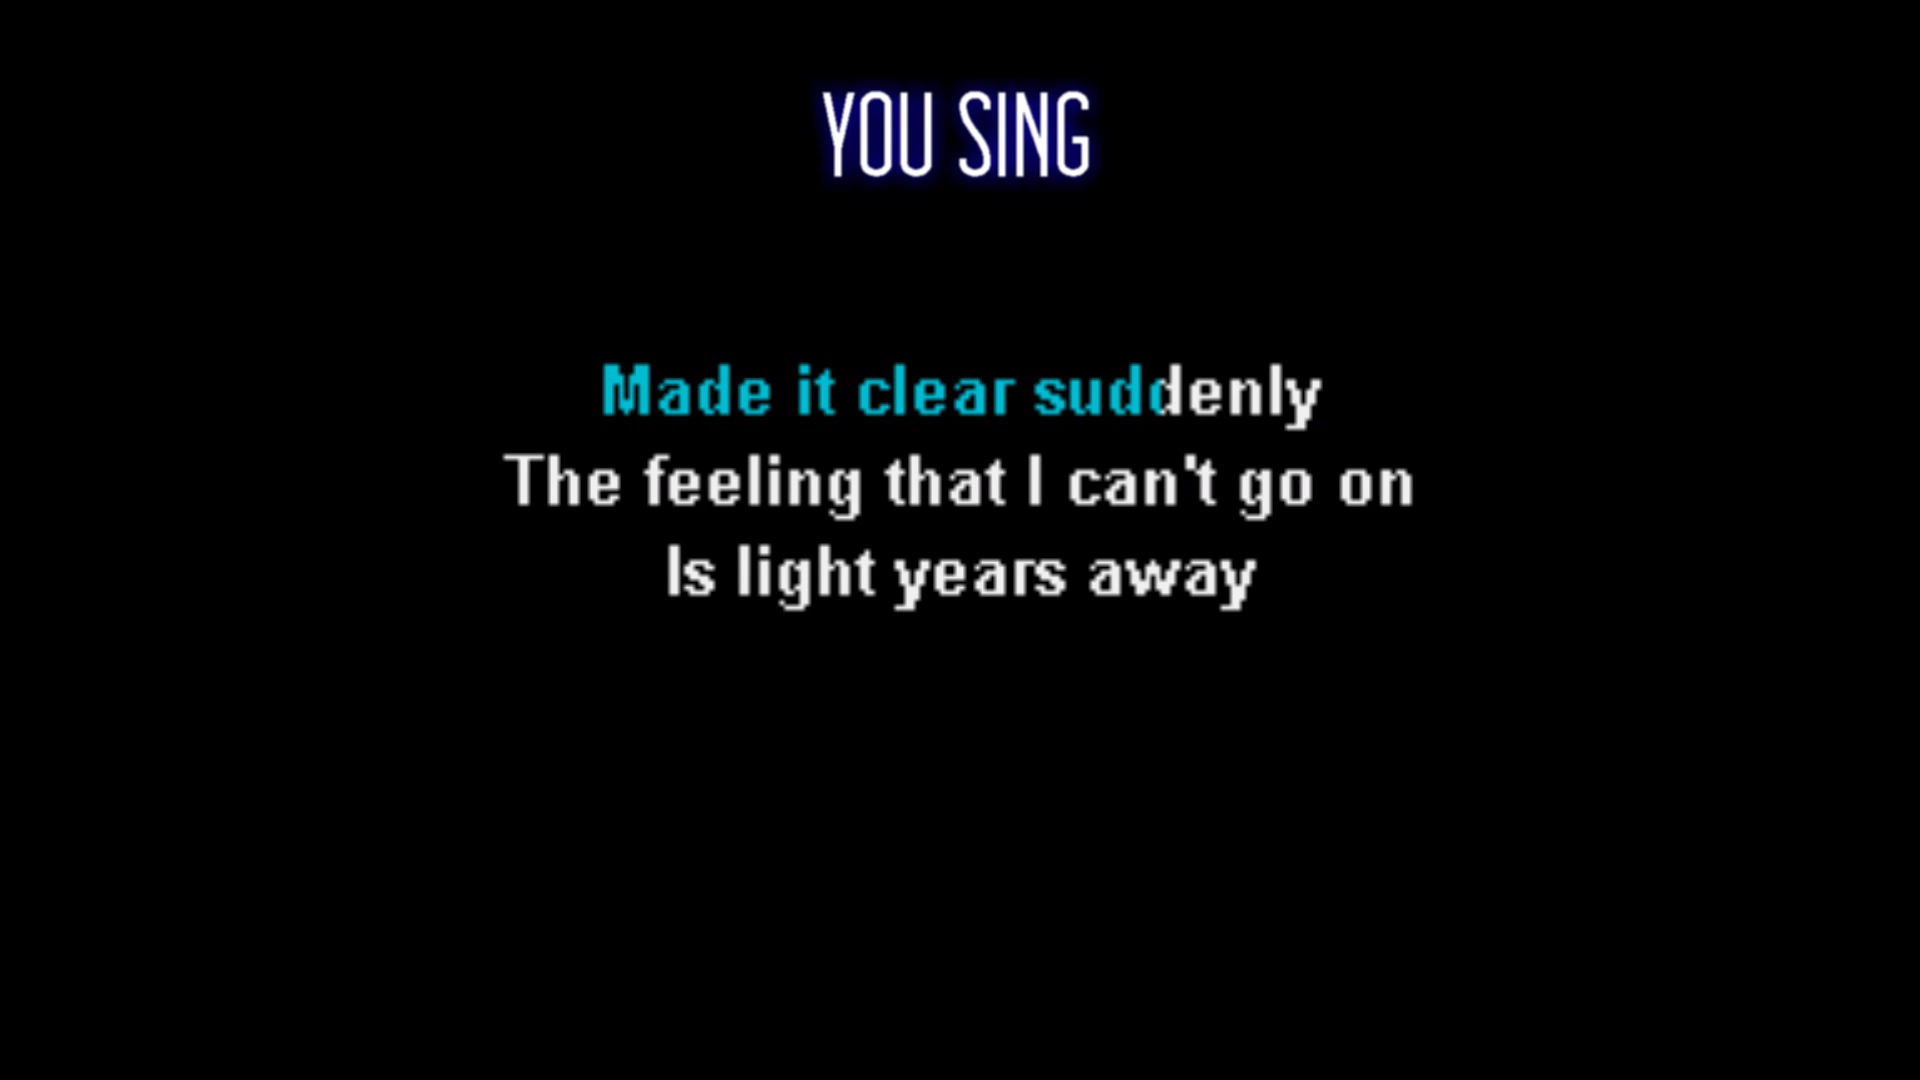 YOU SING
Made it clear suddenly
The feeling that I can't go on
Is light years away